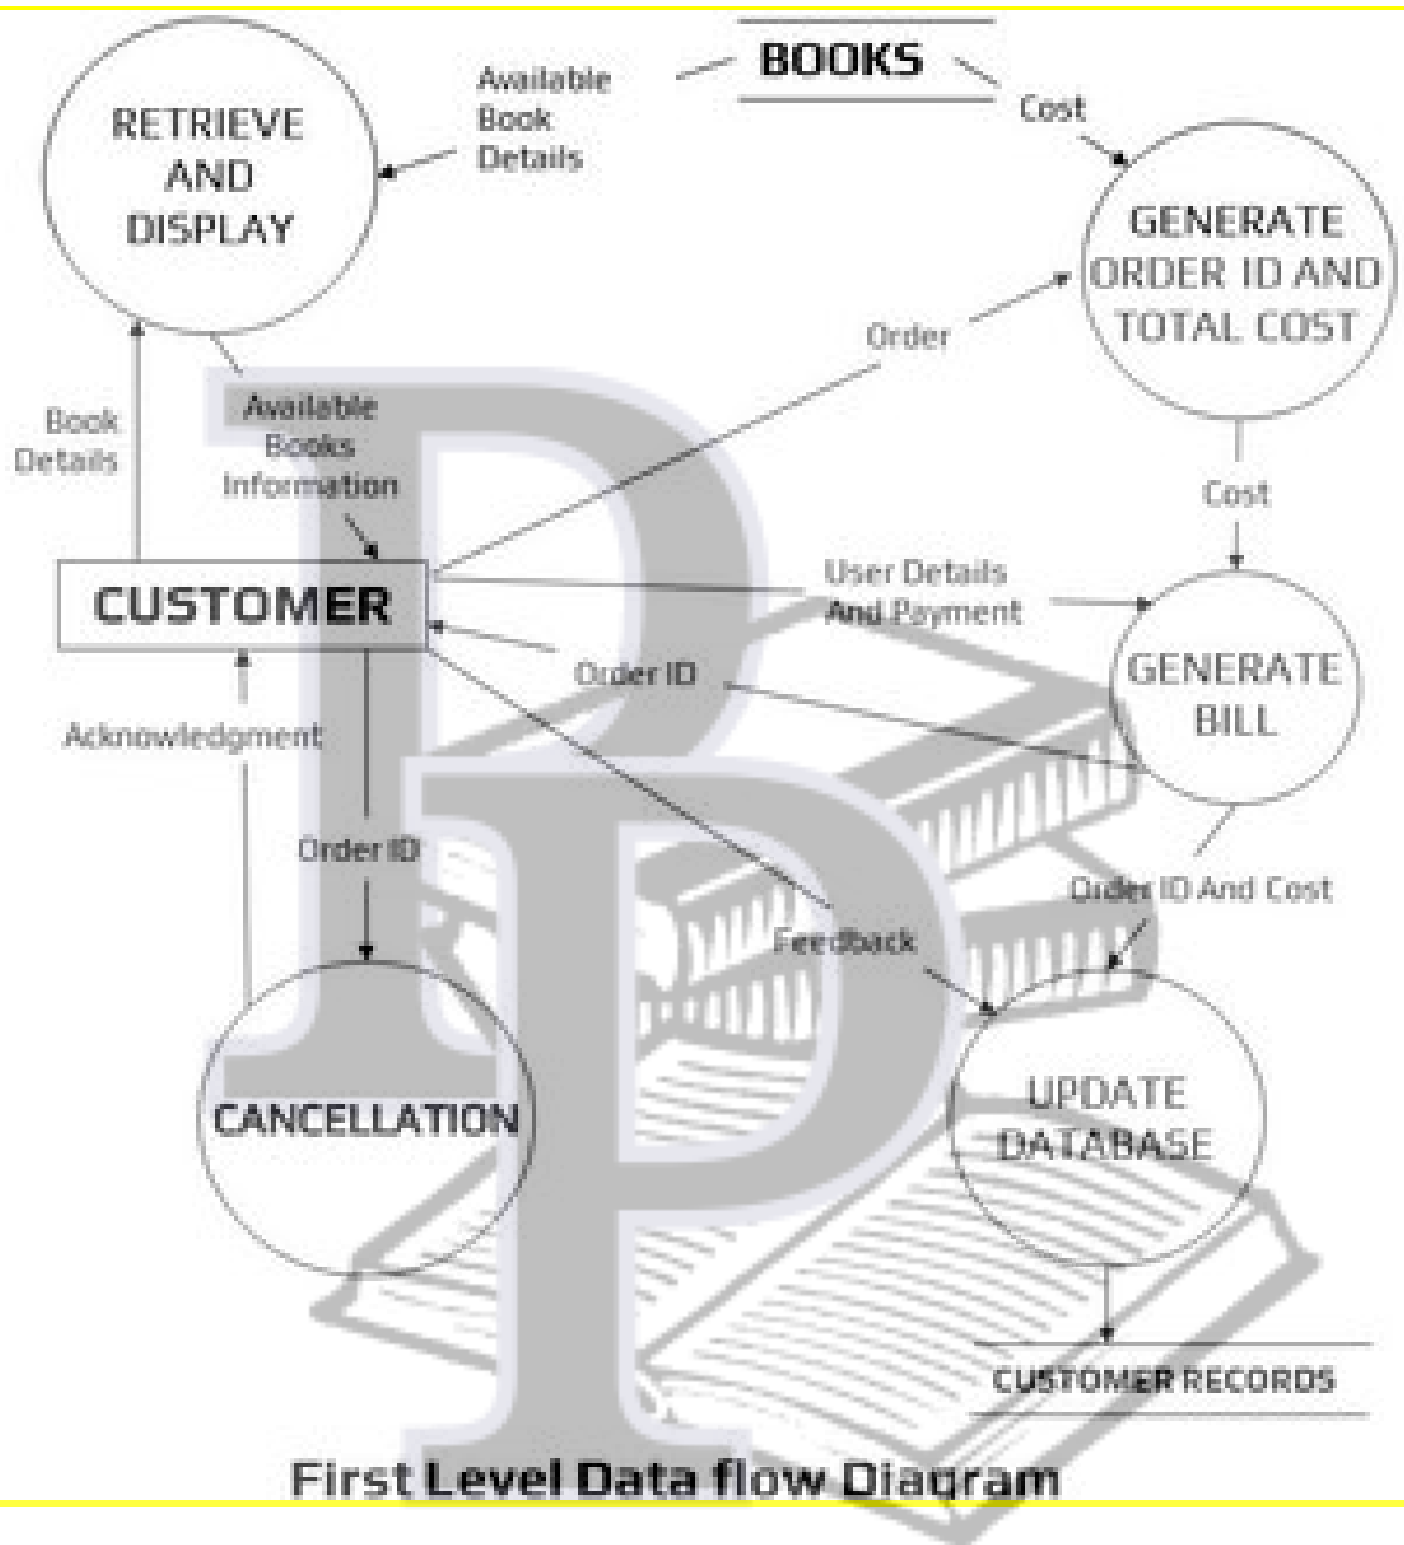 BOOKS
Available
Book
Details
Cost
RETRIEVE
AND
DISPLAY
GENERATE
ORDER ID AND
TOTAL COST
Order
Book
Details
Available
Books
Information
Cost
CUSTOMER
User Details
And Payment
Order ID
GENERATE
BILL
Acknowledgment
Order ID
Order ID And Cost
Feedback
CANCELLATION
UPDATE
DATABASE
CUSTOMER RECORDS
First Level Data flow Diagram
BP